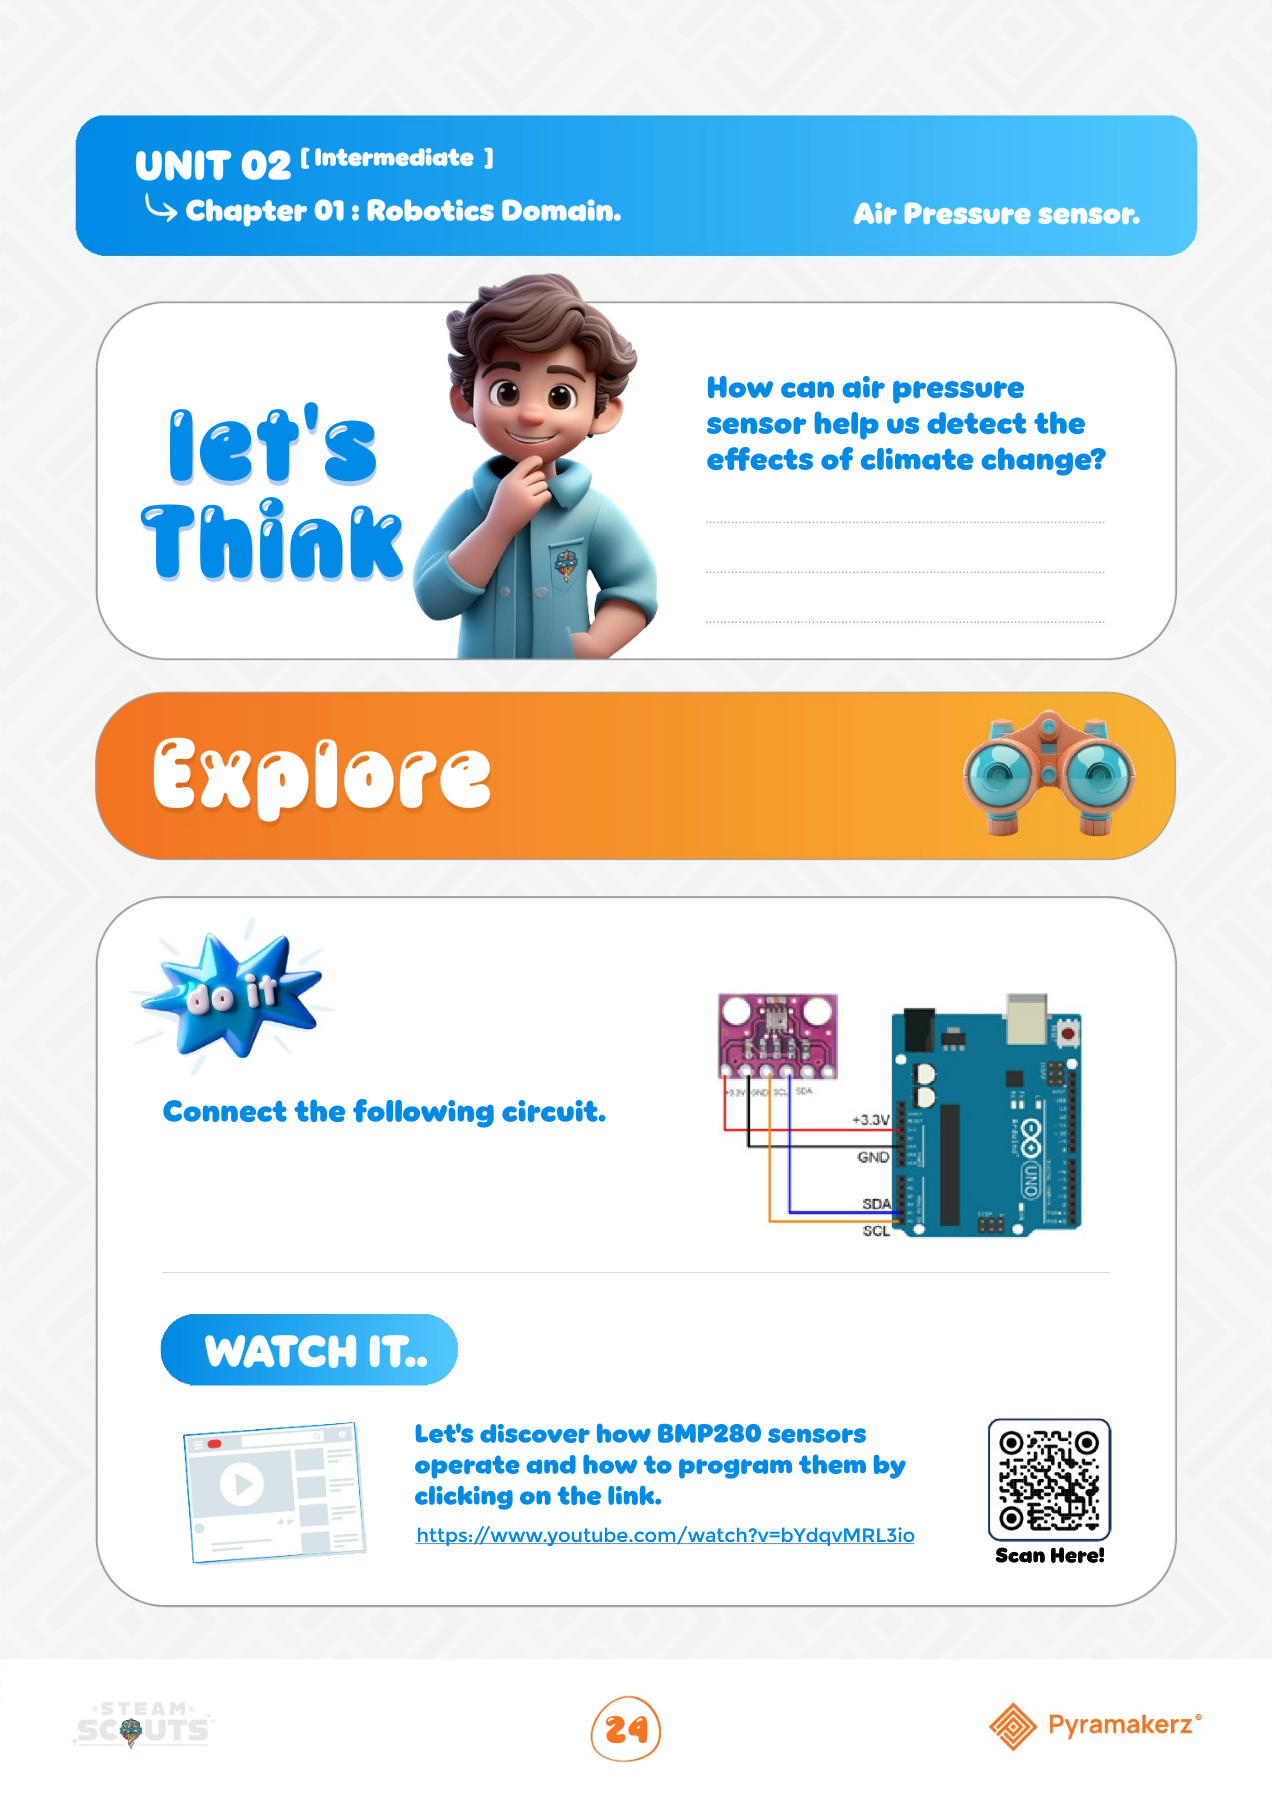 UNIT 02 [ Intermediate ]
Chapter 01 : Robotics Domain.
Air Pressure sensor.
let's
Think
How can air pressure
sensor help us detect the
effects of climate change?
Explore
do it
Connect the following circuit.
+3.3V GND SCL SDA
+3.3V
GND
SDA
SCL
Arduino
UNO
WATCH IT..
Let's discover how BMP280 sensors
operate and how to program them by
clicking on the link.
https://www.youtube.com/watch?v=bYdqvMRL3io
Scan Here!
STEAM
SCOUTS
24
Pyramakerz